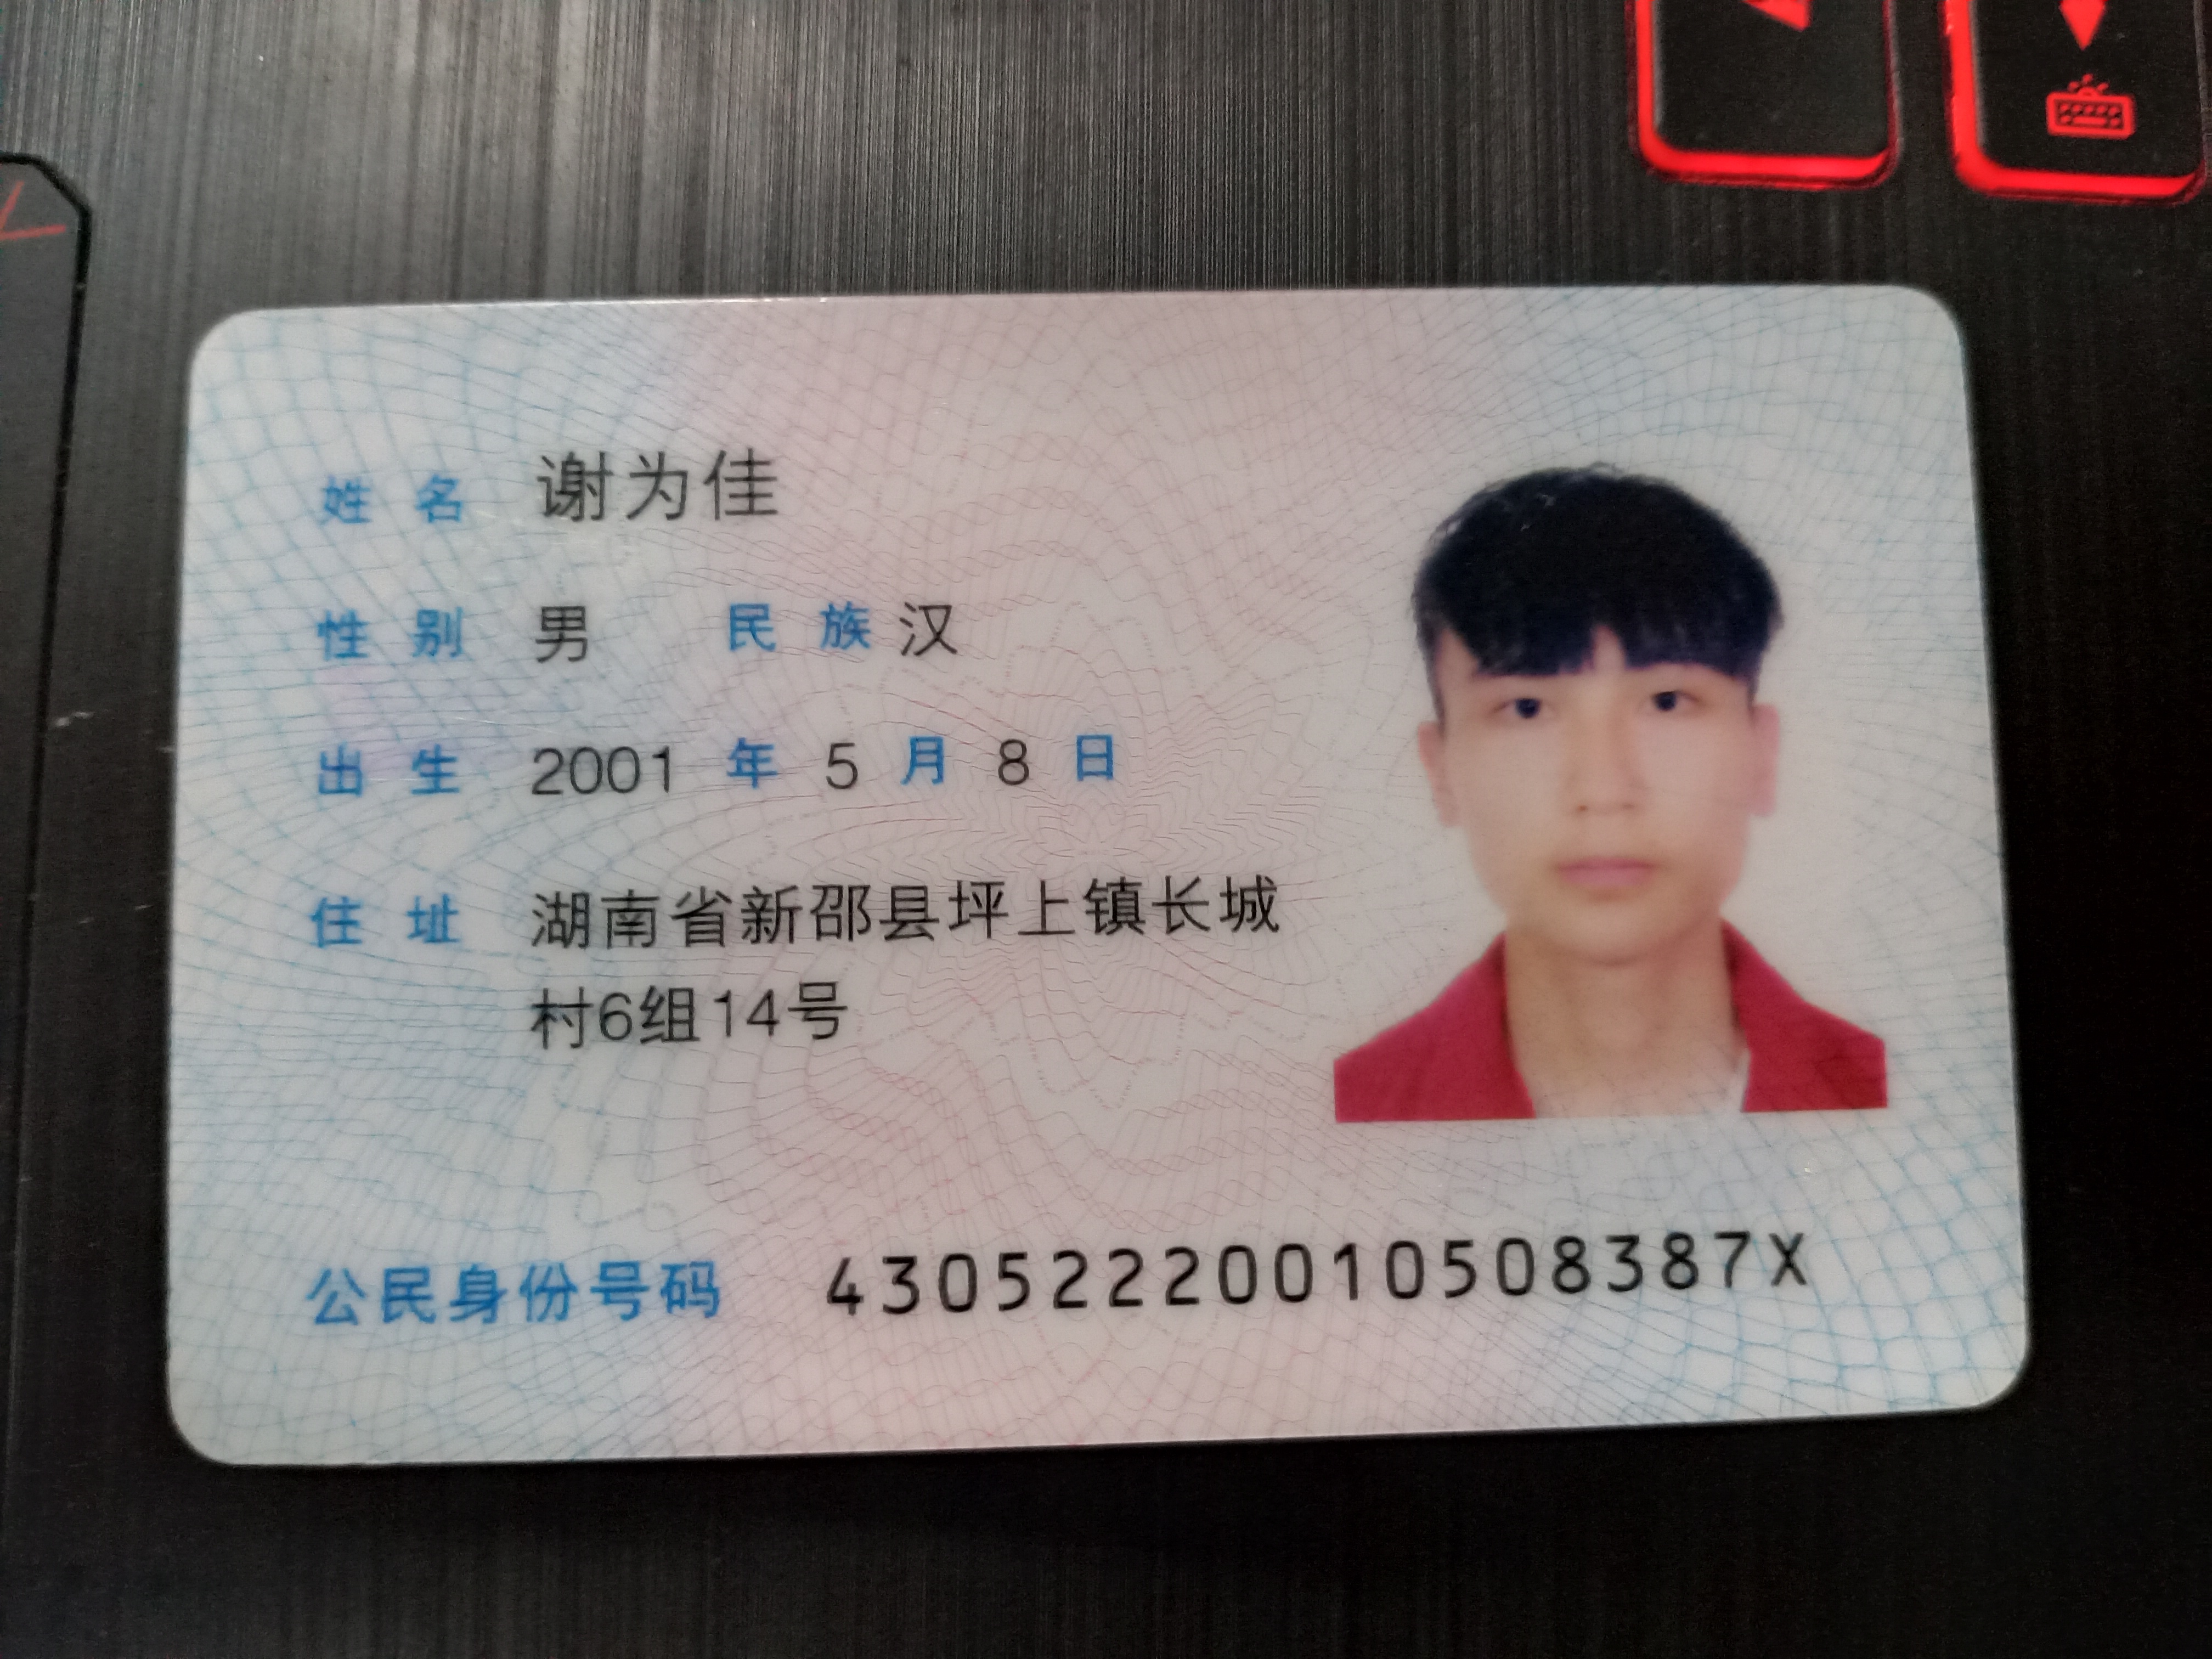 姓名 谢为佳
性别 男 民族 汉
出生 2001 年 5 月 8 日
住址 湖南省新邵县坪上镇长城
村6组14号
公民身份号码 43052220010508387X